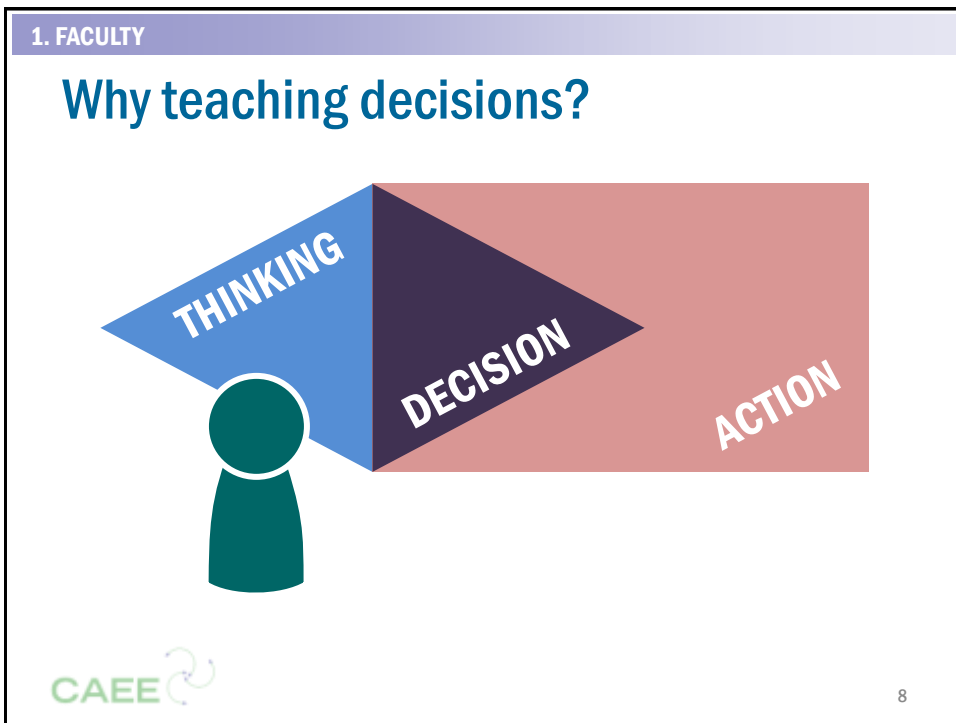 1. FACULTY
Why teaching decisions?
THINKING
DECISION
ACTION
CAEE
8